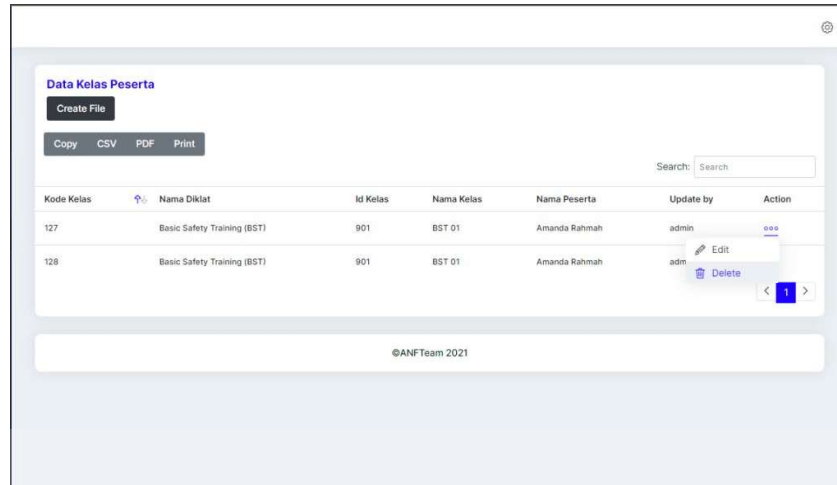 Data Kelas Peserta
Create File
Copy CSV PDF Print
Search: Search
Kode Kelas Nama Diklat Id Kelas Nama Kelas Nama Peserta Update by Action
127 Basic Safety Training (BST) 901 BST 01 Amanda Rahmah admin
Edit
128 Basic Safety Training (BST) 901 BST 01 Amanda Rahmah adm
Delete
1
©ANFTeam 2021